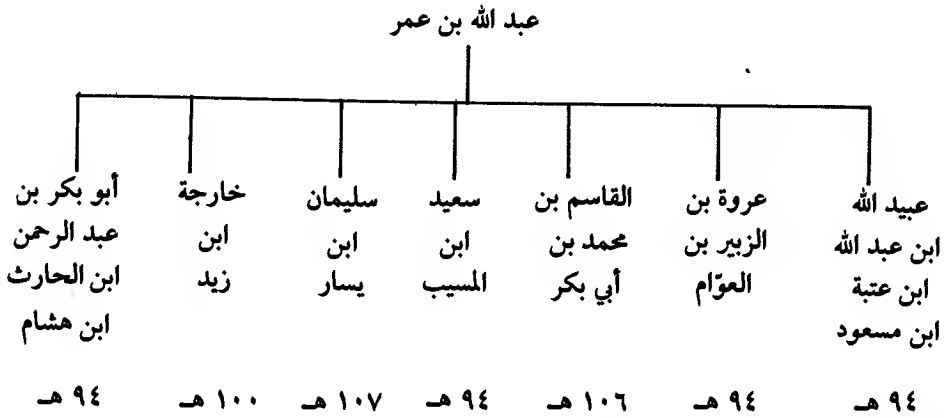 عبد الله بن عمر
عبيد الله
ابن عبد الله
ابن عتبة
ابن مسعود
٩٤ هـ
عروة بن
الزبير بن
العوّام
٩٤ هـ
القاسم بن
محمد بن
أبي بكر
١٠٦ هـ
سعيد
ابن
المسيب
٩٤ هـ
سليمان
ابن
يسار
١٠٧ هـ
خارجة
ابن
زيد
١٠٠ هـ
أبو بكر بن
عبد الرحمن
ابن الحارث
ابن هشام
٩٤ هـ